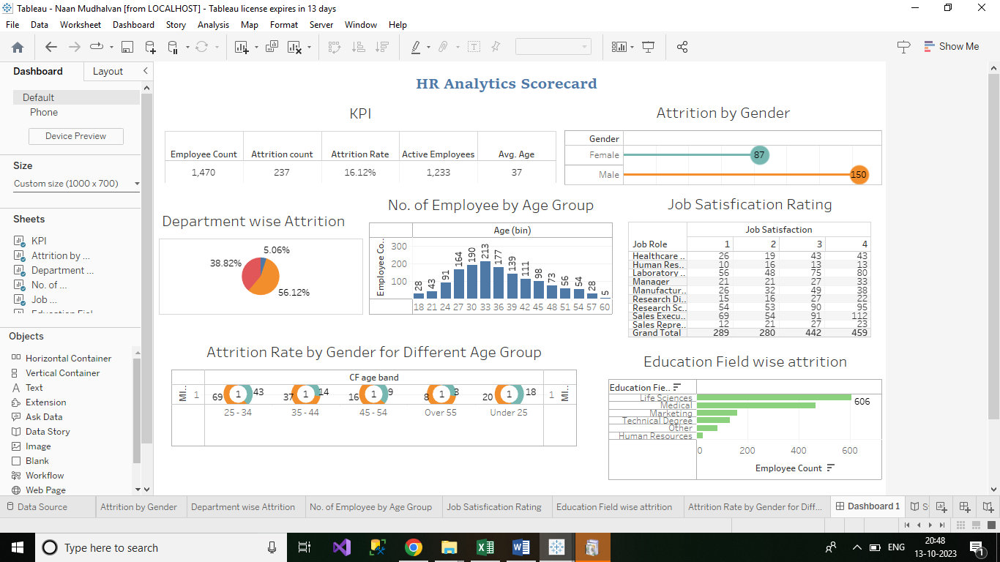 Tableau - Naan Mudhalvan [from LOCALHOST] - Tableau license expires in 13 days
File Data Worksheet Dashboard Story Analysis Map Format Server Window Help
Show Me
Dashboard Layout
Default
Phone
Device Preview
Size
Custom size (1000 x 700)
Sheets
KPI
Attrition by ...
Department ...
No. of ...
Job ...
Objects
Horizontal Container
Vertical Container
Text
Extension
Ask Data
Data Story
Image
Blank
Workflow
Web Page
HR Analytics Scorecard
KPI
Employee Count Attrition count Attrition Rate Active Employees Avg. Age
1,470 237 16.12% 1,233 37
Attrition by Gender
Gender
Female 87
Male 150
Department wise Attrition
5.06%
38.82%
56.12%
No. of Employee by Age Group
Age (bin)
Employee Co..
300
200
100
28 43 91 164 190 213 177 139 111 98 73 56 54 28 5
18 21 24 27 30 33 36 39 42 45 48 51 54 57 60
Job Satisfication Rating
Job Satisfaction
Job Role 1 2 3 4
Healthcare .. 26 19 43 43
Human Res.. 10 16 13 13
Laboratory .. 56 48 75 80
Manager 21 21 27 33
Manufactur.. 26 32 49 38
Research Di.. 15 16 27 22
Research Sc.. 54 53 90 95
Sales Execu.. 69 54 91 112
Sales Repre.. 12 21 27 23
Grand Total 289 280 442 459
Attrition Rate by Gender for Different Age Group
CF age band
MI.. 1 69 1 43 37 1 14 16 1 9 8 1 3 20 1 18 1 MI..
25 - 34 35 - 44 45 - 54 Over 55 Under 25
Education Field wise attrition
Education Fie..
Life Sciences 606
Medical
Marketing
Technical Degree
Other
Human Resources
0 200 400 600
Employee Count
Data Source Attrition by Gender Department wise Attrition No. of Employee by Age Group Job Satisfication Rating Education Field wise attrition Attrition Rate by Gender for Diff... Dashboard 1
Type here to search
ENG
20:48
13-10-2023
1